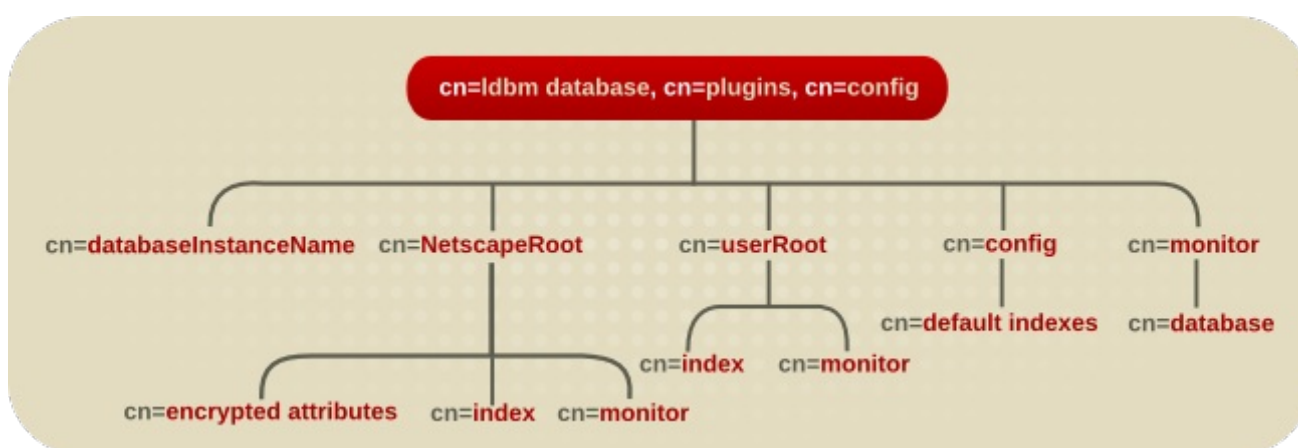 cn=ldbm database, cn=plugins, cn=config
cn=databaseInstanceName cn=NetscapeRoot cn=userRoot cn=config cn=monitor
cn=default indexes cn=database
cn=index cn=monitor
cn=encrypted attributes cn=index cn=monitor